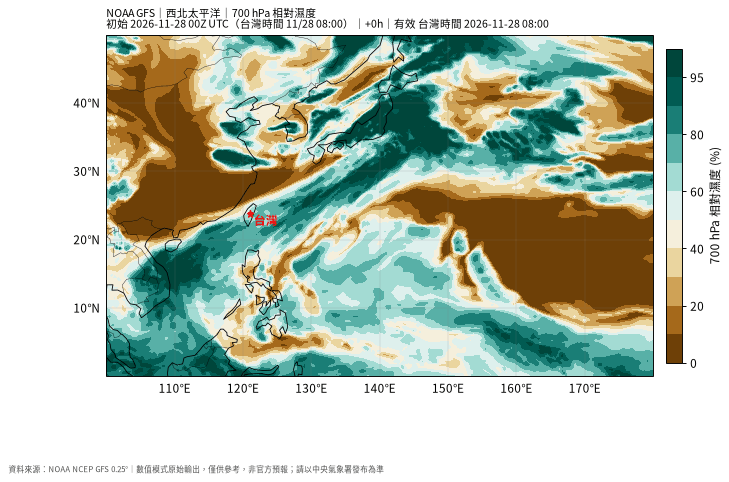 NOAA GFS｜西北太平洋｜700 hPa 相對濕度
初始 2026-11-28 00Z UTC（台灣時間 11/28 08:00）｜+0h｜有效 台灣時間 2026-11-28 08:00
40°N
30°N
20°N
10°N
110°E 120°E 130°E 140°E 150°E 160°E 170°E
台灣
95
80
60
40
20
0
700 hPa 相對濕度 (%)
資料來源：NOAA NCEP GFS 0.25°｜數值模式原始輸出，僅供參考，非官方預報；請以中央氣象署發布為準